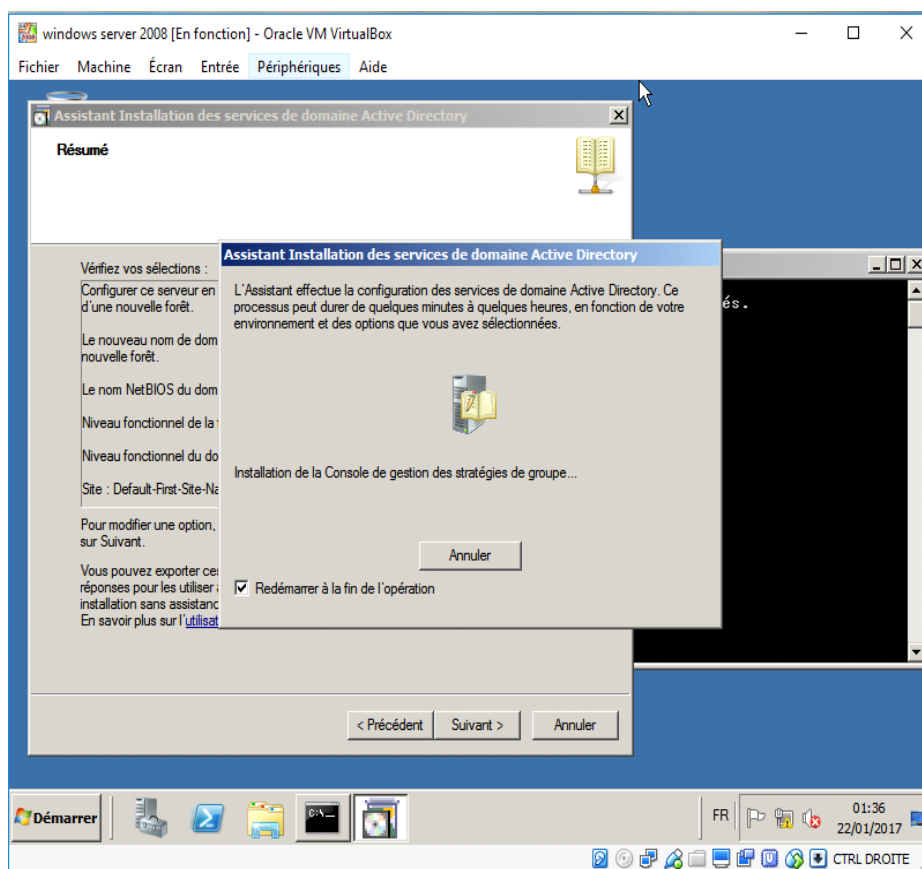 windows server 2008 [En fonction] - Oracle VM VirtualBox
Fichier Machine Écran Entrée Périphériques Aide
Assistant Installation des services de domaine Active Directory
Résumé
Vérifiez vos sélections :
Configurer ce serveur en
d'une nouvelle forêt.
Le nouveau nom de dom
nouvelle forêt.
Le nom NetBIOS du dom
Niveau fonctionnel de la
Niveau fonctionnel du do
Site : Default-First-Site-Na
Pour modifier une option,
sur Suivant.
Vous pouvez exporter ces
réponses pour les utiliser
installation sans assistanc
En savoir plus sur l'utilisat
< Précédent Suivant > Annuler
Assistant Installation des services de domaine Active Directory
L'Assistant effectue la configuration des services de domaine Active Directory. Ce
processus peut durer de quelques minutes à quelques heures, en fonction de votre
environnement et des options que vous avez sélectionnées.
Installation de la Console de gestion des stratégies de groupe...
Annuler
Redémarrer à la fin de l'opération
és.
Démarrer
FR
01:36
22/01/2017
CTRL DROITE